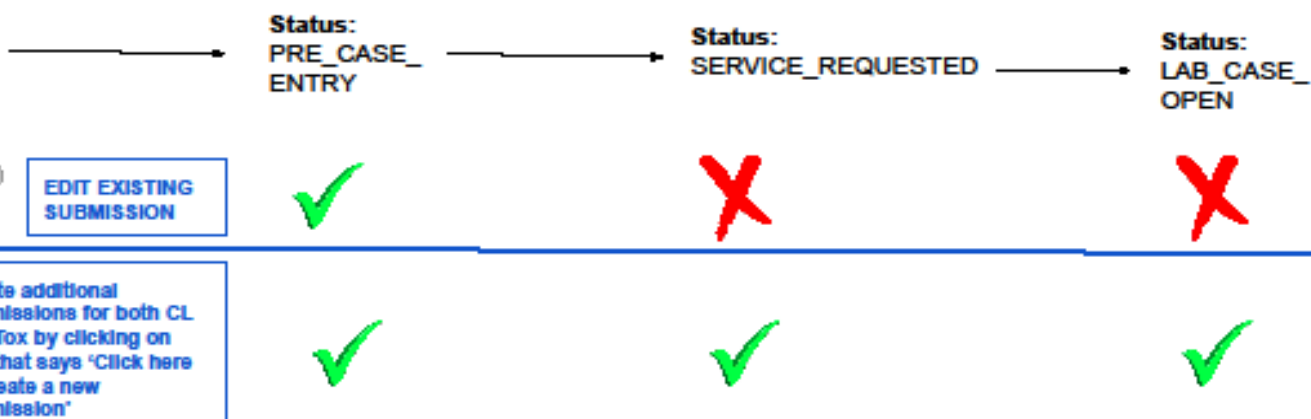 Status:
PRE_CASE_
ENTRY
Status:
SERVICE_REQUESTED
Status:
LAB_CASE_
OPEN
EDIT EXISTING
SUBMISSION
additional
for both CL
Tox by clicking on
that says ‘Click here
a new